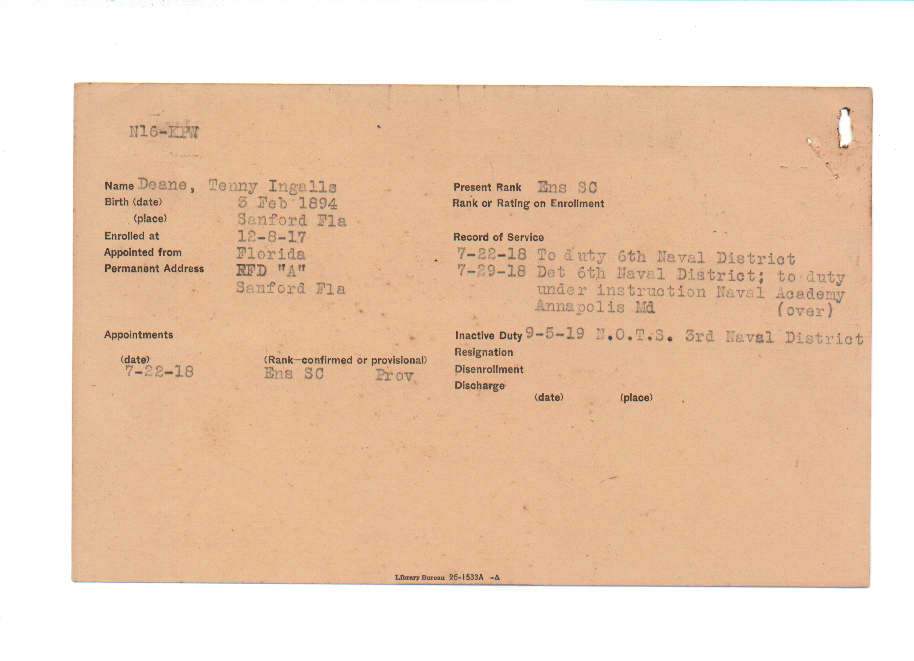 N16-KPW
Name Deane, Tenny Ingalls
Birth (date) 3 Feb 1894
(place) Sanford Fla
Enrolled at 12-8-17
Appointed from Florida
Permanent Address RFD "A"
Sanford Fla
Appointments
(date) (Rank—confirmed or provisional)
7-22-18 Ens SC Prov
Present Rank Ens SC
Rank or Rating on Enrollment
Record of Service
7-22-18 To duty 6th Naval District
7-29-18 Det 6th Naval District; to duty
under instruction Naval Academy
Annapolis Md (over)
Inactive Duty 9-5-19 N.O.T.S. 3rd Naval District
Resignation
Disenrollment
Discharge
(date) (place)
Library Bureau 26-1533A -A